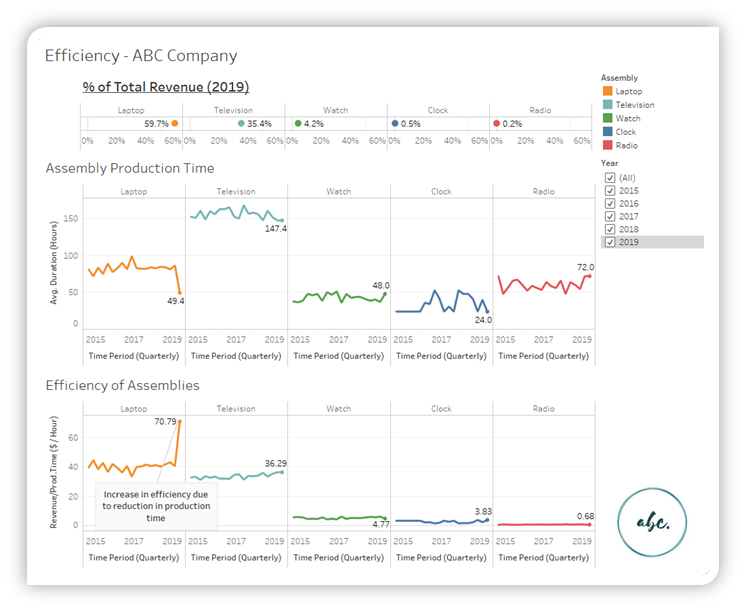 Efficiency - ABC Company
% of Total Revenue (2019)
Laptop Television Watch Clock Radio
59.7% 35.4% 4.2% 0.5% 0.2%
0% 20% 40% 60% 0% 20% 40% 60% 0% 20% 40% 60% 0% 20% 40% 60% 0% 20% 40% 60%
Assembly
Laptop
Television
Watch
Clock
Radio
Year
(All)
2015
2016
2017
2018
2019
Assembly Production Time
Laptop Television Watch Clock Radio
Avg. Duration (Hours)
150
100
50
0
49.4
147.4
48.0
24.0
72.0
2015 2017 2019 2015 2017 2019 2015 2017 2019 2015 2017 2019 2015 2017 2019
Time Period (Quarterly) Time Period (Quarterly) Time Period (Quarterly) Time Period (Quarterly) Time Period (Quarterly)
Efficiency of Assemblies
Laptop Television Watch Clock Radio
Revenue/Prod Time ($ / Hour)
60
40
20
0
70.79
36.29
4.77
3.83
0.68
Increase in efficiency due
to reduction in production
time
2015 2017 2019 2015 2017 2019 2015 2017 2019 2015 2017 2019 2015 2017 2019
Time Period (Quarterly) Time Period (Quarterly) Time Period (Quarterly) Time Period (Quarterly) Time Period (Quarterly)
abc.